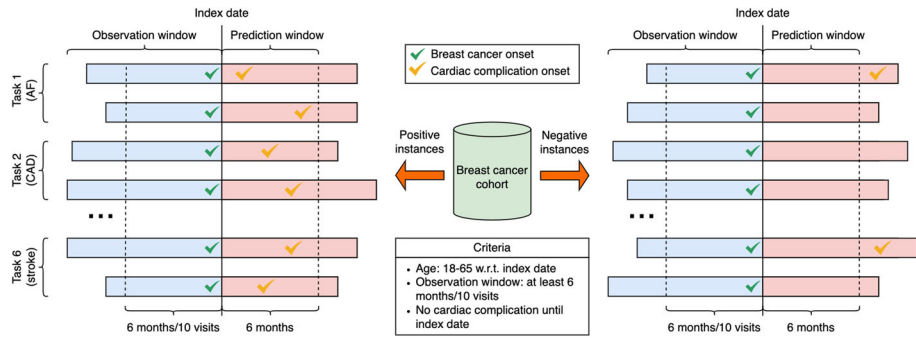 Index date
Observation window
Prediction window
Task 1
(AF)
Task 2
(CAD)
...
Task 6
(stroke)
6 months/10 visits
6 months
Breast cancer onset
Cardiac complication onset
Positive
instances
Negative
instances
Breast cancer
cohort
Criteria
• Age: 18-65 w.r.t. index date
• Observation window: at least 6
months/10 visits
• No cardiac complication until
index date
Index date
Observation window
Prediction window
...
6 months/10 visits
6 months